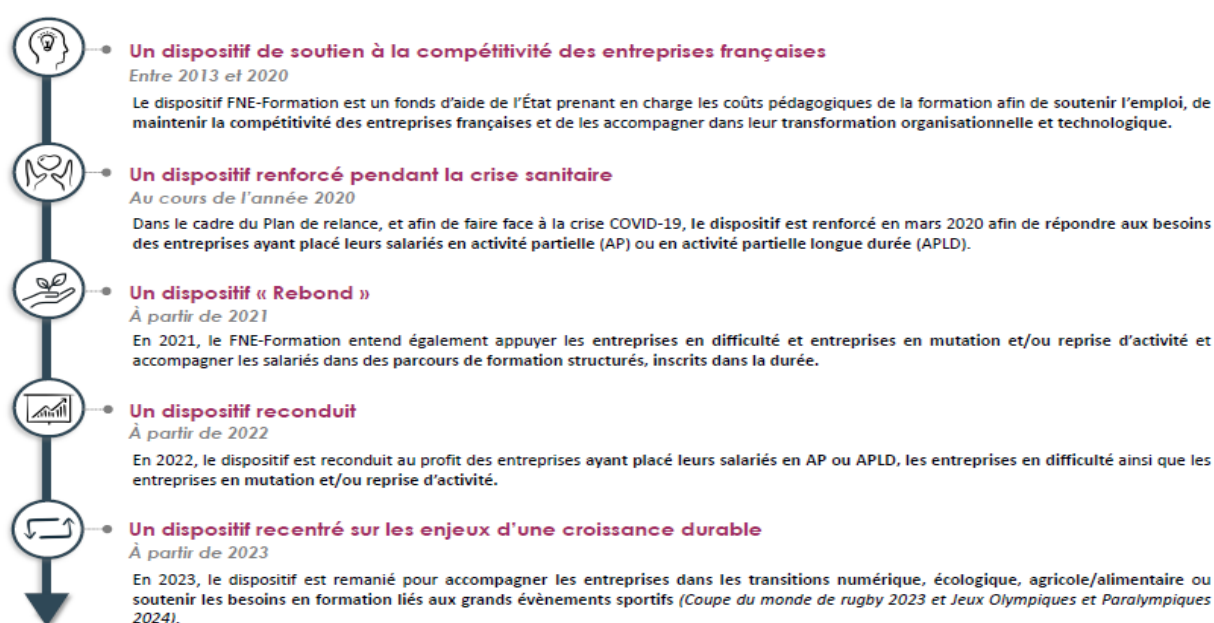 Un dispositif de soutien à la compétitivité des entreprises françaises
Entre 2013 et 2020
Le dispositif FNE-Formation est un fonds d’aide de l’État prenant en charge les coûts pédagogiques de la formation afin de soutenir l’emploi, de
maintenir la compétitivité des entreprises françaises et de les accompagner dans leur transformation organisationnelle et technologique.
Un dispositif renforcé pendant la crise sanitaire
Au cours de l’année 2020
Dans le cadre du Plan de relance, et afin de faire face à la crise COVID-19, le dispositif est renforcé en mars 2020 afin de répondre aux besoins
des entreprises ayant placé leurs salariés en activité partielle (AP) ou en activité partielle longue durée (APLD).
Un dispositif « Rebond »
À partir de 2021
En 2021, le FNE-Formation entend également appuyer les entreprises en difficulté et entreprises en mutation et/ou reprise d’activité et
accompagner les salariés dans des parcours de formation structurés, inscrits dans la durée.
Un dispositif reconduit
À partir de 2022
En 2022, le dispositif est reconduit au profit des entreprises ayant placé leurs salariés en AP ou APLD, les entreprises en difficulté ainsi que les
entreprises en mutation et/ou reprise d’activité.
Un dispositif recentré sur les enjeux d’une croissance durable
À partir de 2023
En 2023, le dispositif est remanié pour accompagner les entreprises dans les transitions numérique, écologique, agricole/alimentaire ou
soutenir les besoins en formation liés aux grands évènements sportifs (Coupe du monde de rugby 2023 et Jeux Olympiques et Paralympiques
2024).